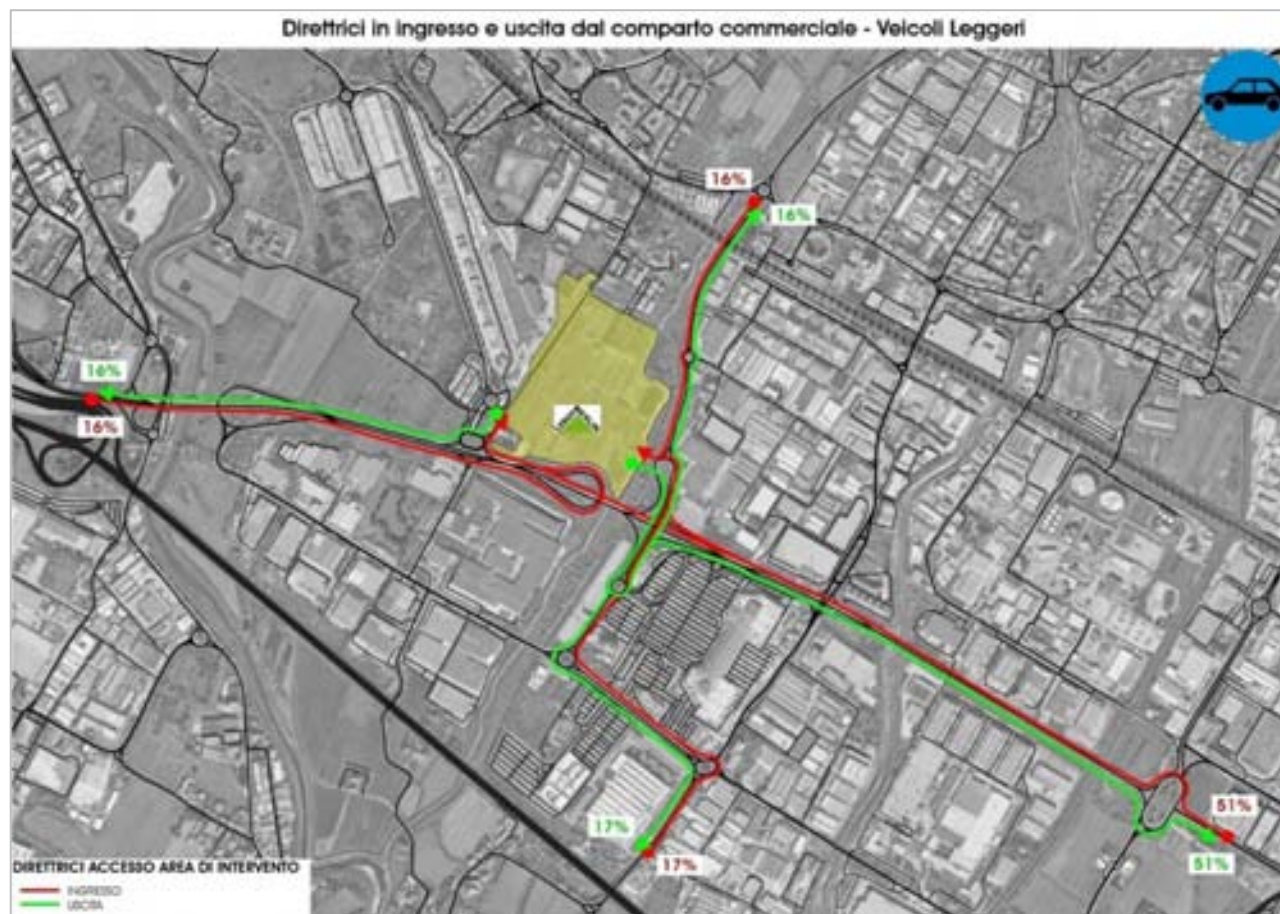 Direttrici in ingresso e uscita dal comparto commerciale - Veicoli Leggeri
16%
16%
16%
16%
51%
17%
17%
51%
DIRETTRICI ACCESSO AREA DI INTERVENTO
INGRESSO
USCITA